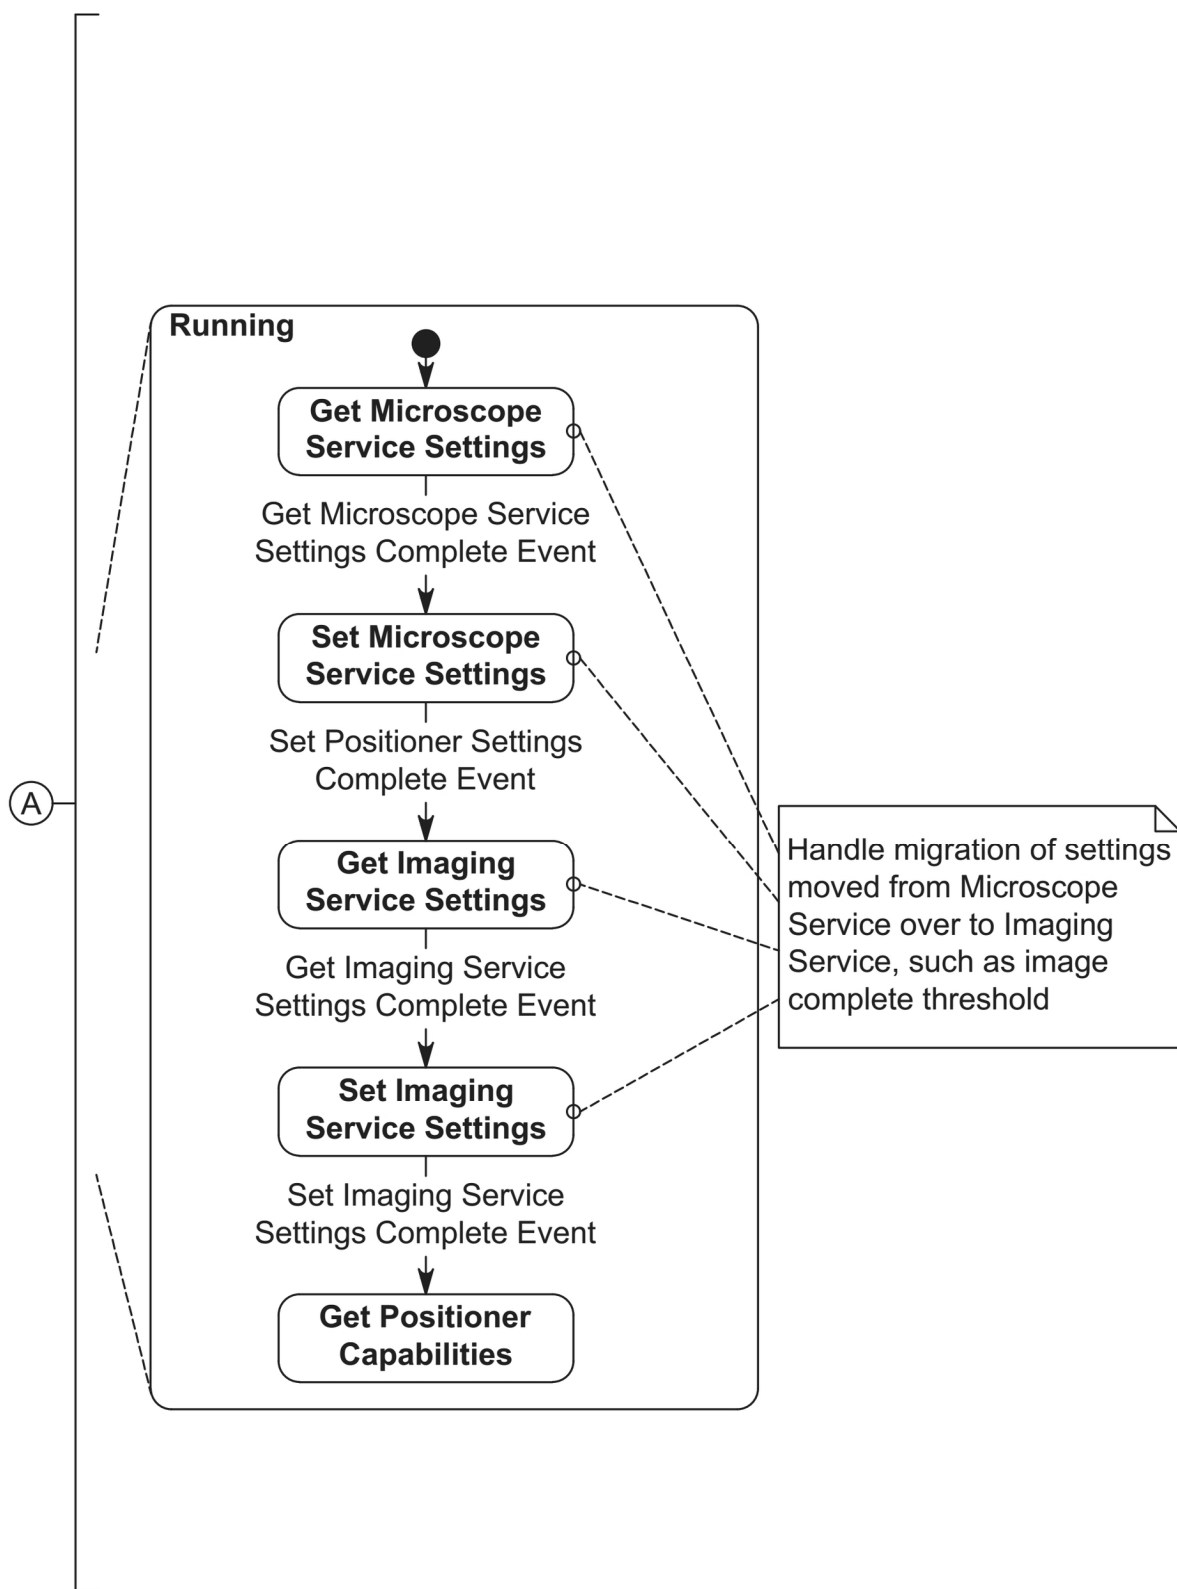 Running
Get Microscope
Service Settings
Get Microscope Service
Settings Complete Event
Set Microscope
Service Settings
Set Positioner Settings
Complete Event
A
Get Imaging
Service Settings
Handle migration of settings
moved from Microscope
Service over to Imaging
Service, such as image
complete threshold
Get Imaging Service
Settings Complete Event
Set Imaging
Service Settings
Set Imaging Service
Settings Complete Event
Get Positioner
Capabilities